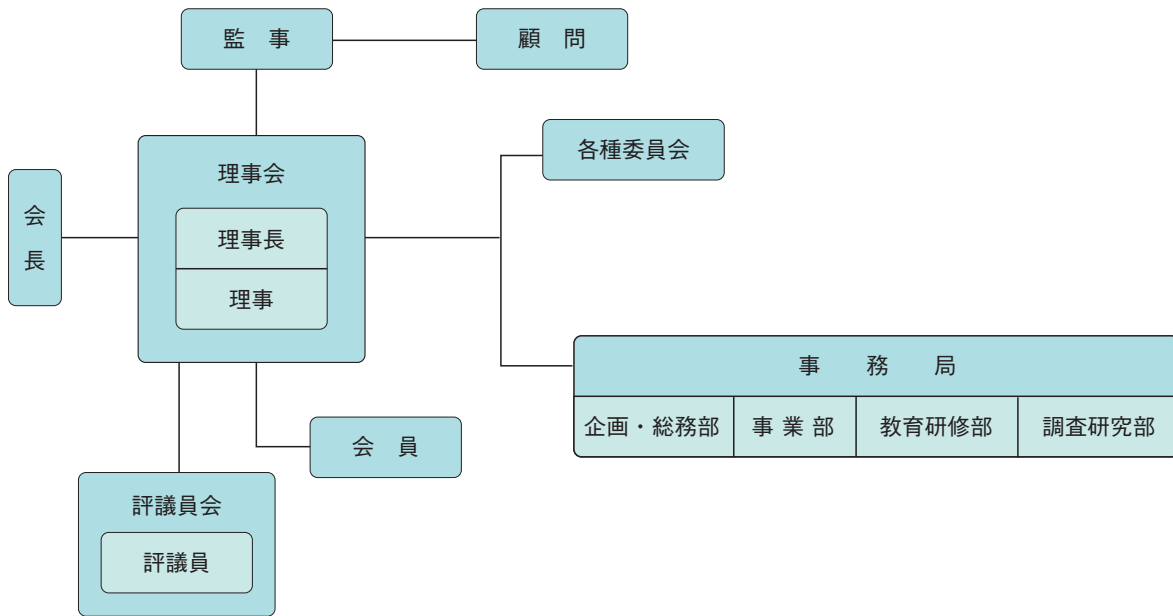 監 事
顧 問
各種委員会
理事会
会長
理事長
理事
事 務 局
企画・総務部
事 業 部
教育研修部
調査研究部
会 員
評議員会
評議員